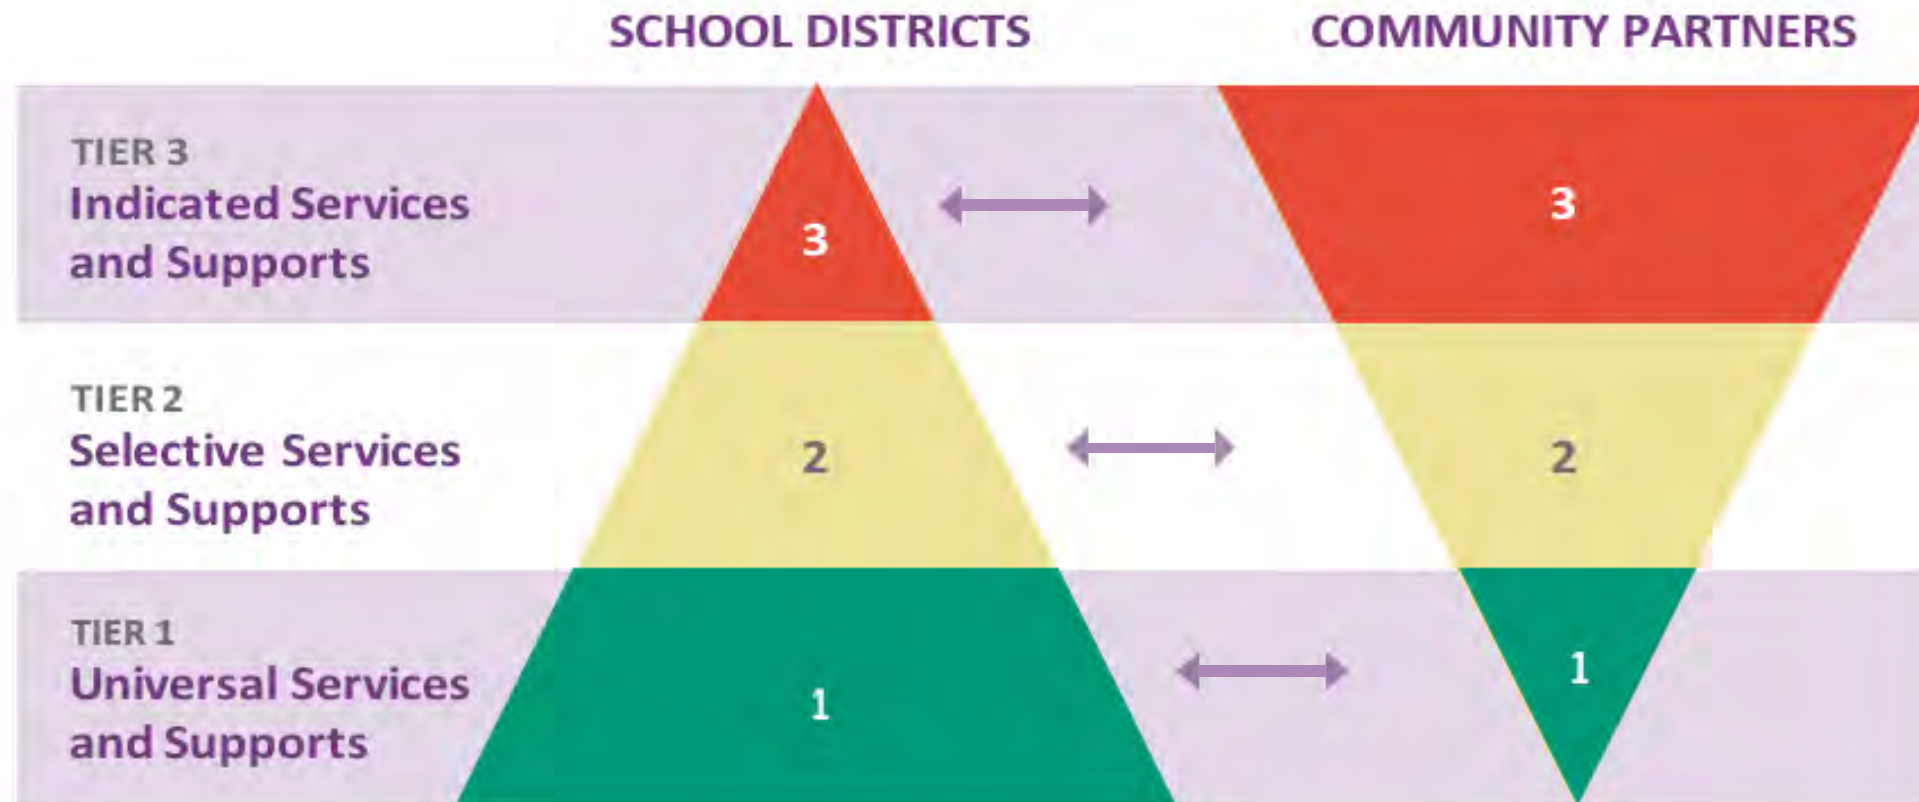 SCHOOL DISTRICTS
COMMUNITY PARTNERS
TIER 3
Indicated Services
and Supports
3
3
TIER 2
Selective Services
and Supports
2
2
TIER 1
Universal Services
and Supports
1
1